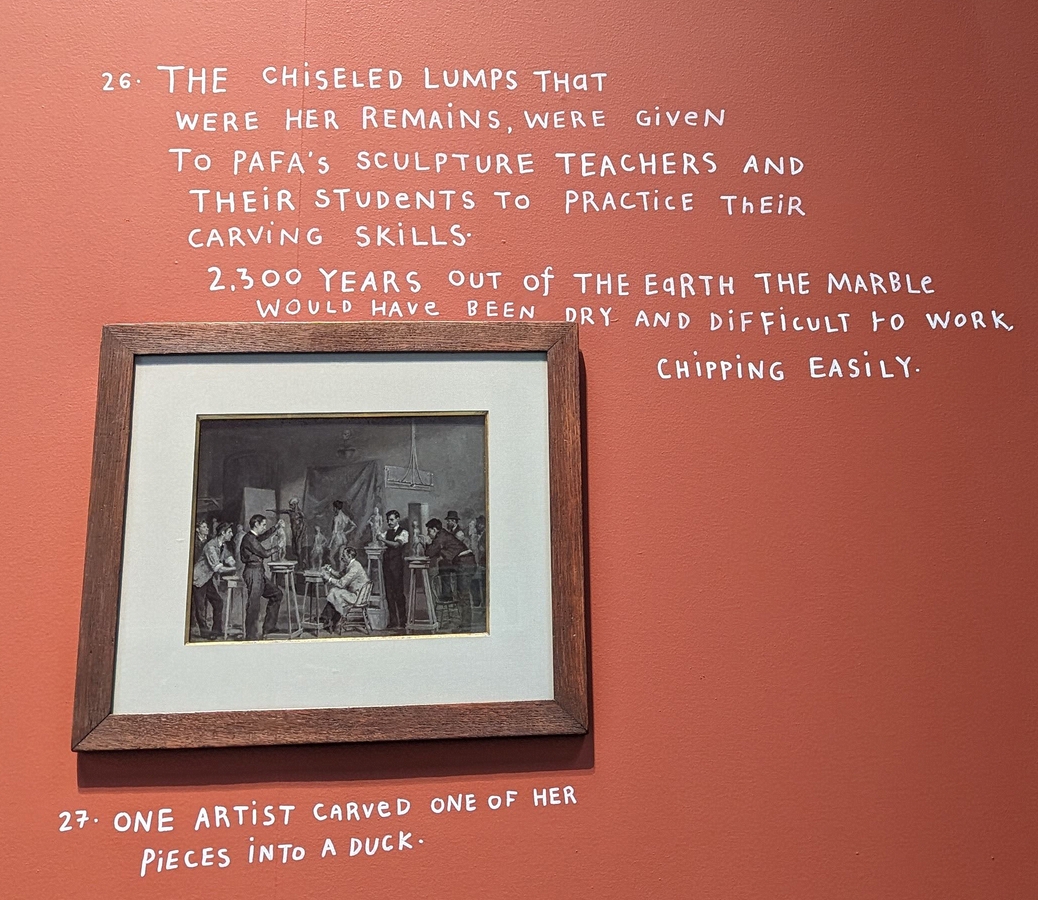 26. THE CHiSELED LUMPS THaT
WERE HER REMAiNS, WERE GiVeN
To PAFA's SCULPTURE TEACHERS AND
THEiR STUDeNTS To PRACTiCE ThEiR
CARViNG SKiLLS.
2,300 YEARS OUT Of THE EaRTH THE MARBLe
WOULD HAVe BEEN DRY AND DiFFiCULT to WORK,
CHiPPiNG EASiLY.
27. ONE ARTiST CARVeD ONE OF HER
PiECES iNTo A DUCK.